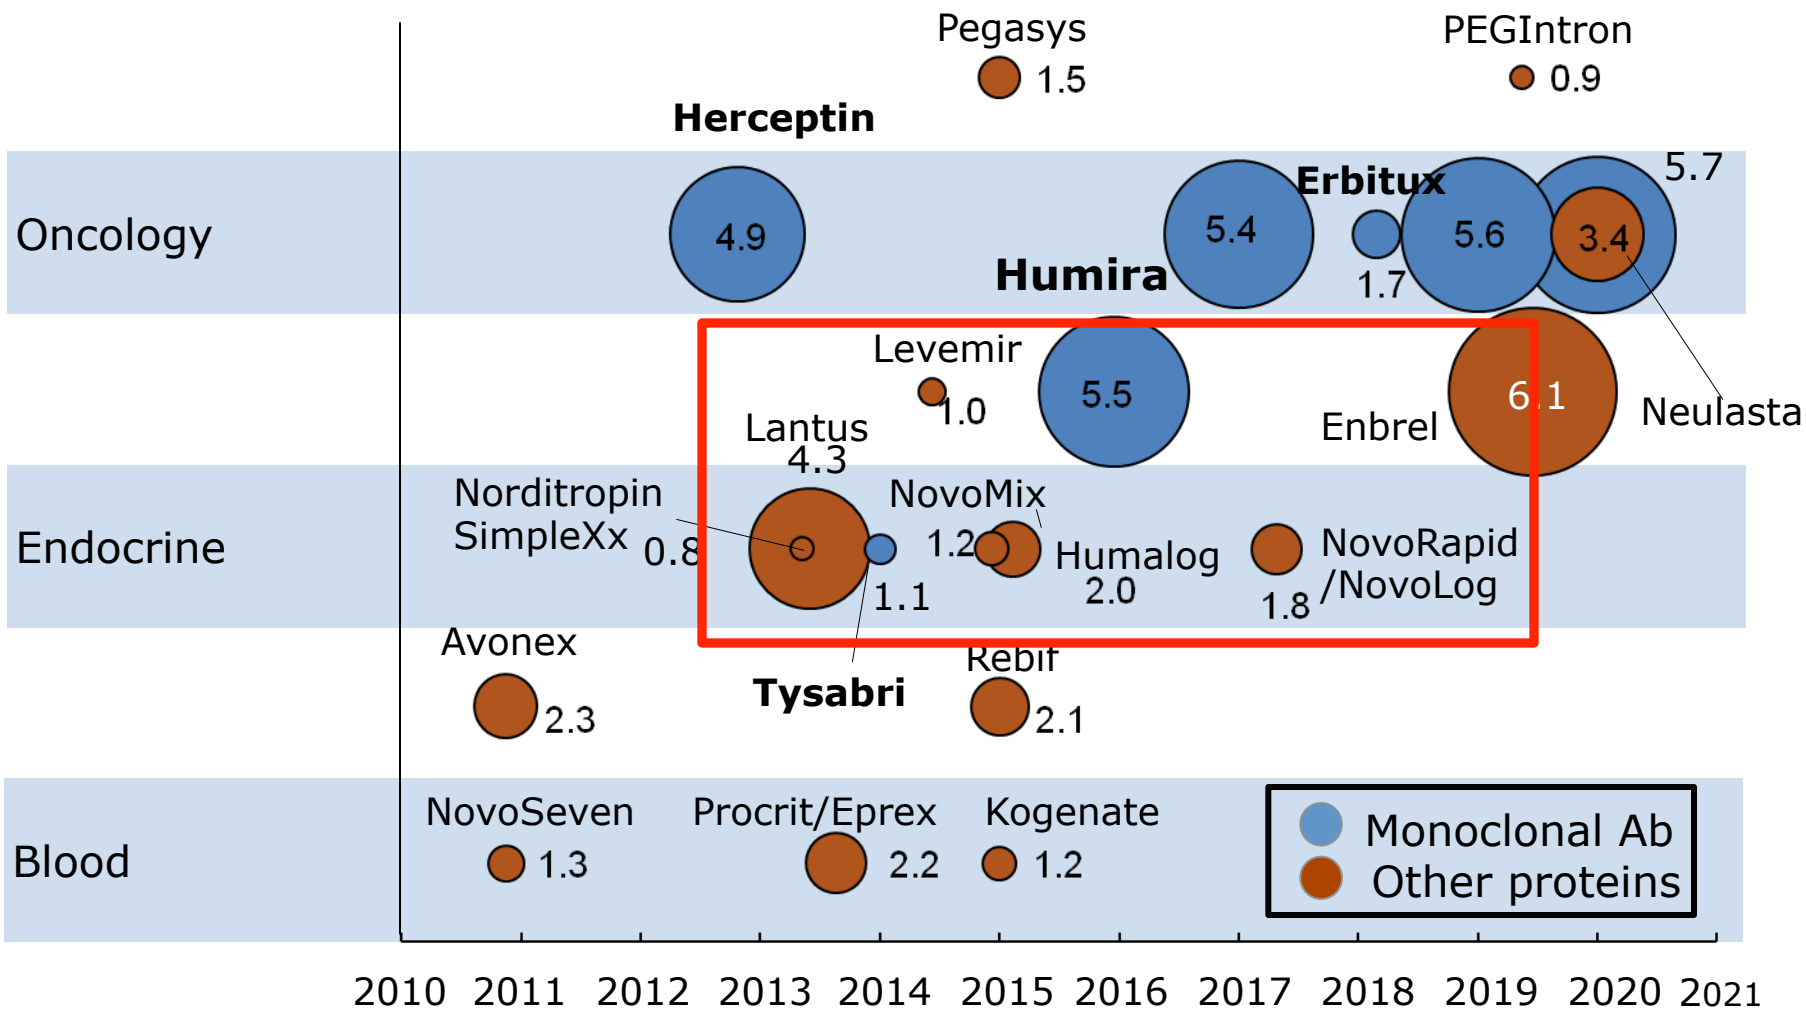 Pegasys
1.5
PEGIntron
0.9
Herceptin
Oncology
4.9
5.4
Erbitux
1.7
5.6
3.4
5.7
Humira
Levemir
1.0
5.5
Enbrel
6.1
Neulasta
Lantus
4.3
Endocrine
Norditropin
SimpleXx
0.8
1.1
NovoMix
1.2
Humalog
2.0
NovoRapid
/NovoLog
1.8
Avonex
2.3
Tysabri
Rebif
2.1
Blood
NovoSeven
1.3
Procrit/Eprex
2.2
Kogenate
1.2
Monoclonal Ab
Other proteins
2010 2011 2012 2013 2014 2015 2016 2017 2018 2019 2020 2021